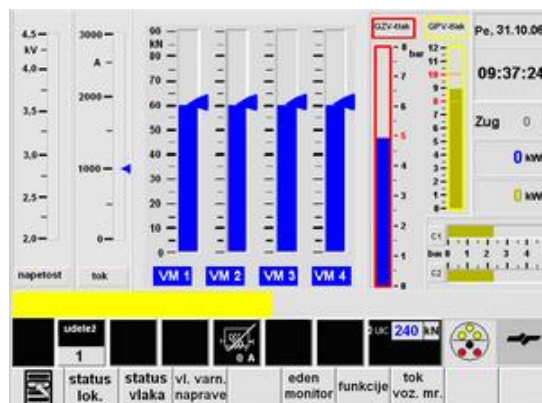 4,5
kV
4,0
3,5
3,0
2,5
2,0
napetost
3000
A
2000
1000
0
tok
90
kN
80
70
60
50
40
30
20
10
0
VM 1
VM 2
VM 3
VM 4
GZV-tlak
8
bar
7
6
5
4
3
2
1
0
GPV-tlak
12
11
10
9
8
7
6
5
4
3
2
1
0
Pe, 31.10.06
09:37:24
Zug 0
0 kW
0 kW
C1
bar 0 1 2 3 4
C2
udelež
1
0 A
UIC 240 kN
status lok.
status vlaka
vl. varn. naprave
eden monitor
funkcije
tok voz. mr.